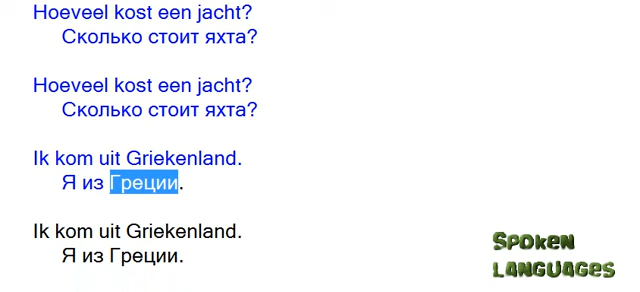 Hoeveel kost een jacht?
Сколько стоит яхта?
Hoeveel kost een jacht?
Сколько стоит яхта?
Ik kom uit Griekenland.
Я из Греции.
Ik kom uit Griekenland.
Я из Греции.
Spoken
Languages